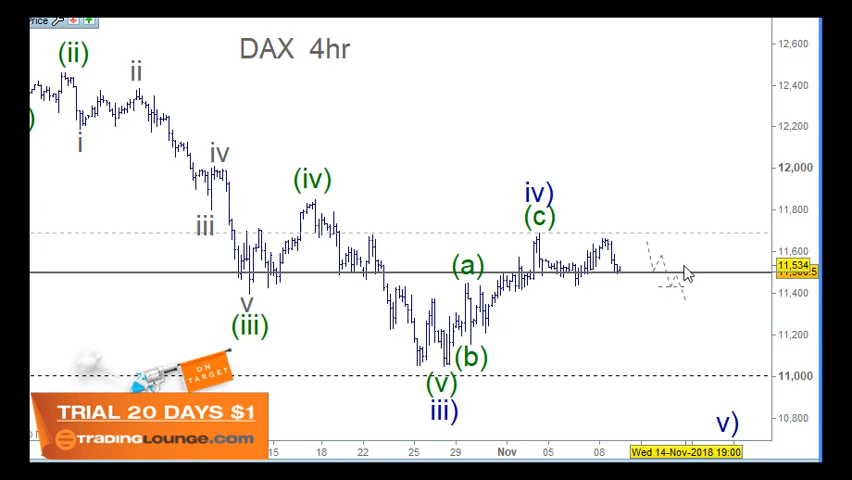 Price
12,600
DAX 4hr
(ii)
ii
12,400
)
12,200
i
iv
12,000
(iv)
iv)
iii
(c)
11,800
(a)
11,600
11,534
v
11,400
(iii)
(b)
11,200
(v)
11,000
iii)
ON
TARGET
TRIAL 20 DAYS $1
TRADINGLOUNGE.COM
v)
10,800
15
18
22
25
29
Nov
05
08
Wed 14-Nov-2018 19:00